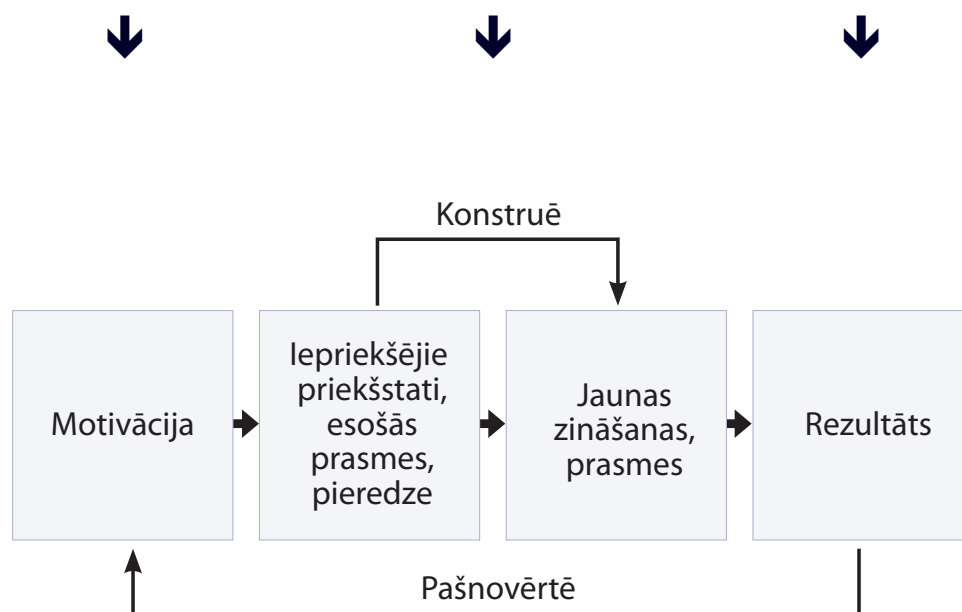 Konstruē
Motivācija
Iepriekšējie
priekšstati,
esošās
prasmes,
pieredze
Jaunas
zināšanas,
prasmes
Rezultāts
Pašnovērtē